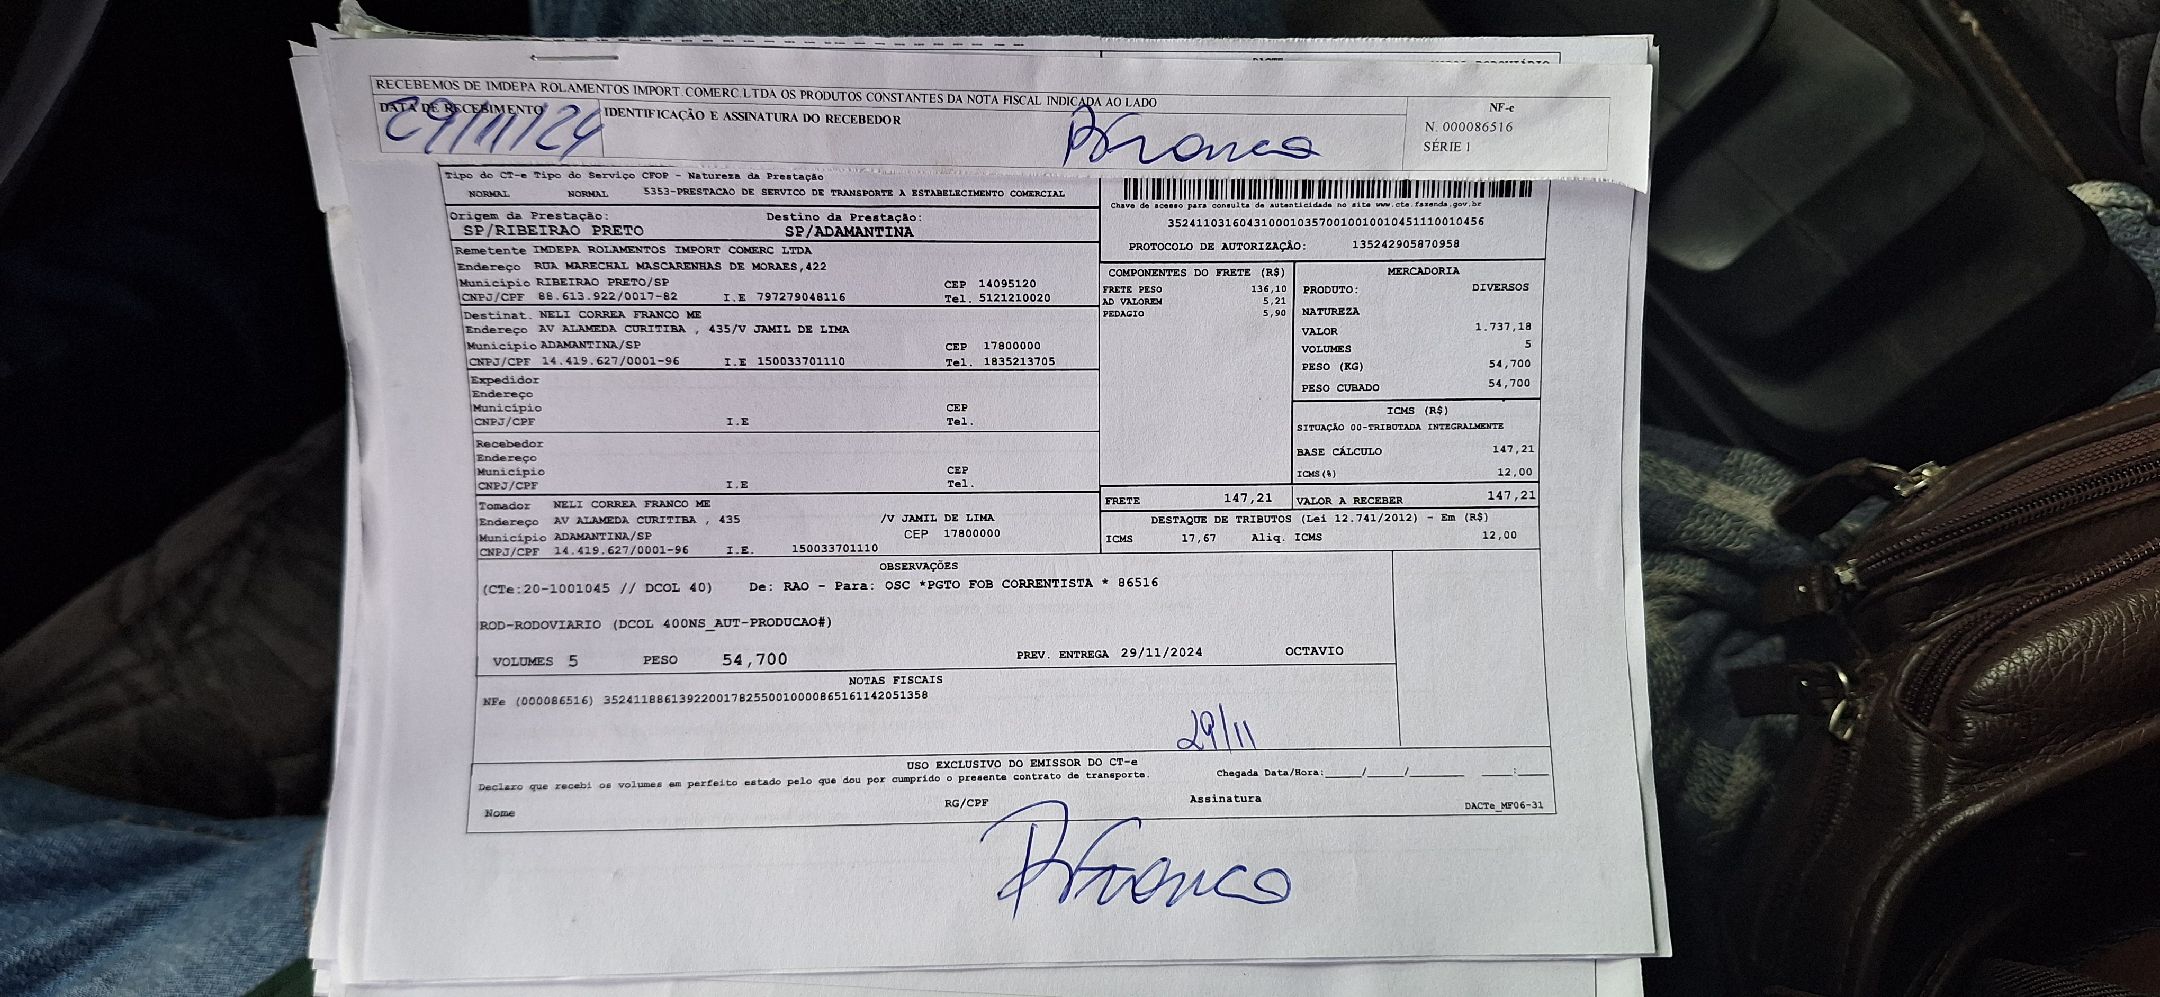 RECEBEMOS DE IMDEPA ROLAMENTOS IMPORT.COMERC.LTDA OS PRODUTOS CONSTANTES DA NOTA FISCAL INDICADA AO LADO
DATA DE RECEBIMENTO IDENTIFICAÇÃO E ASSINATURA DO RECEBEDOR
29/11/24
Franco
NF-e
N. 000086516
SÉRIE 1
Tipo do CT-e Tipo do Serviço CFOP - Natureza da Prestação
NORMAL NORMAL 5353-PRESTACAO DE SERVICO DE TRANSPORTE A ESTABELECIMENTO COMERCIAL
Origem da Prestação: Destino da Prestação:
SP/RIBEIRAO PRETO SP/ADAMANTINA
Remetente IMDEPA ROLAMENTOS IMPORT COMERC LTDA
Endereço RUA MARECHAL MASCARENHAS DE MORAES,422
Município RIBEIRAO PRETO/SP CEP 14095120
CNPJ/CPF 88.613.922/0017-82 I.E 797279048116 Tel. 5121210020
Destinat. NELI CORREA FRANCO ME
Endereço AV ALAMEDA CURITIBA , 435/V JAMIL DE LIMA
Município ADAMANTINA/SP CEP 17800000
CNPJ/CPF 14.419.627/0001-96 I.E 150033701110 Tel. 1835213705
Expedidor
Endereço
Município CEP
CNPJ/CPF I.E Tel.
Recebedor
Endereço
Município CEP
CNPJ/CPF I.E Tel.
Tomador NELI CORREA FRANCO ME
Endereço AV ALAMEDA CURITIBA , 435 /V JAMIL DE LIMA
Município ADAMANTINA/SP CEP 17800000
CNPJ/CPF 14.419.627/0001-96 I.E. 150033701110
Chave de acesso para consulta de autenticidade no site www.cte.fazenda.gov.br
35241103160431000103570010010010451110010456
PROTOCOLO DE AUTORIZAÇÃO: 135242905870958
COMPONENTES DO FRETE (R$)
FRETE PESO 136,10
AD VALOREM 5,21
PEDAGIO 5,90
MERCADORIA
PRODUTO: DIVERSOS
NATUREZA
VALOR 1.737,18
VOLUMES 5
PESO (KG) 54,700
PESO CUBADO 54,700
ICMS (R$)
SITUAÇÃO 00-TRIBUTADA INTEGRALMENTE
BASE CÁLCULO 147,21
ICMS(%) 12,00
FRETE 147,21 VALOR A RECEBER 147,21
DESTAQUE DE TRIBUTOS (Lei 12.741/2012) - Em (R$)
ICMS 17,67 Aliq. ICMS 12,00
OBSERVAÇÕES
(CTe:20-1001045 // DCOL 40) De: RAO - Para: OSC *PGTO FOB CORRENTISTA * 86516
ROD-RODOVIARIO (DCOL 400NS_AUT-PRODUCAO#)
VOLUMES 5 PESO 54,700 PREV. ENTREGA 29/11/2024 OCTAVIO
NOTAS FISCAIS
NFe (000086516) 35241188613922001782550010000865161142051358
29/11
USO EXCLUSIVO DO EMISSOR DO CT-e
Declaro que recebi os volumes em perfeito estado pelo que dou por cumprido o presente contrato de transporte. Chegada Data/Hora:____/____/______ ____:____
Nome RG/CPF Assinatura DACTe_MF06-31
Franco